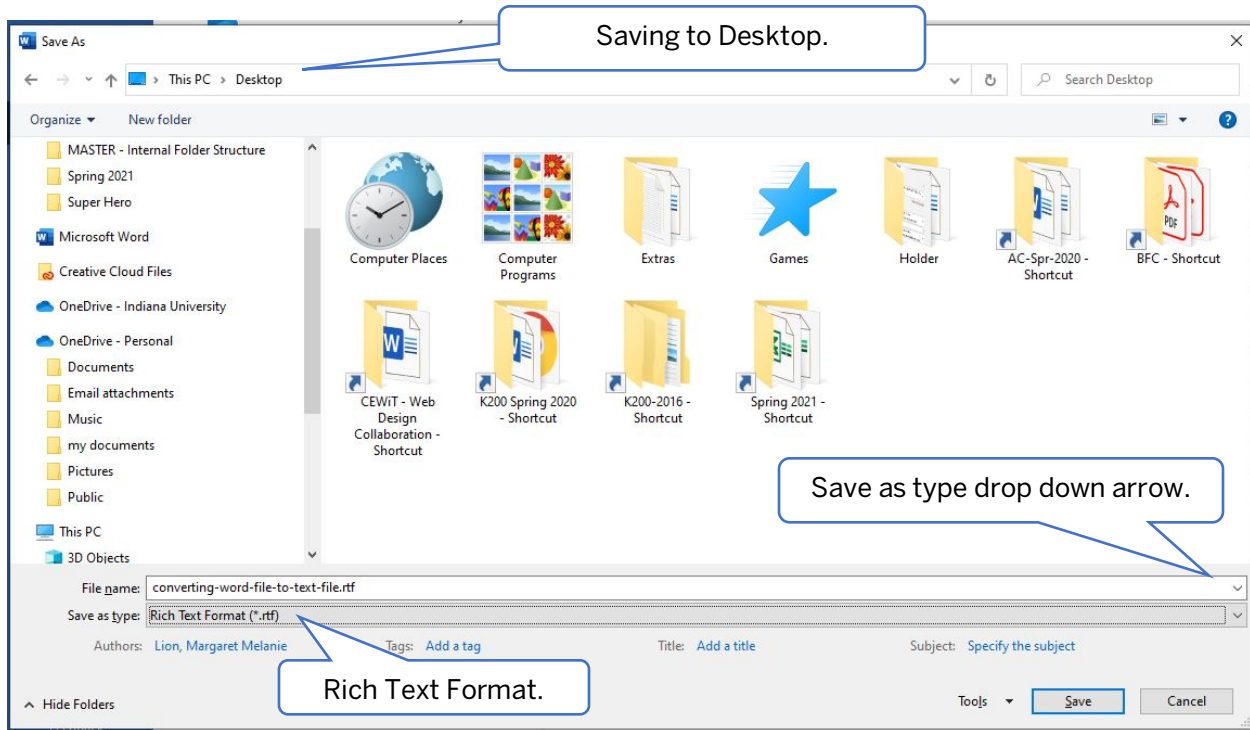 Saving to Desktop.
Save As
This PC > Desktop
Search Desktop
Organize
New folder
MASTER - Internal Folder Structure
Spring 2021
Super Hero
Microsoft Word
Creative Cloud Files
OneDrive - Indiana University
OneDrive - Personal
Documents
Email attachments
Music
my documents
Pictures
Public
This PC
3D Objects
Computer Places
Computer
Programs
Extras
Games
Holder
AC-Spr-2020 -
Shortcut
PDF
BFC - Shortcut
CEWiT - Web
Design
Collaboration -
Shortcut
K200 Spring 2020
- Shortcut
K200-2016 -
Shortcut
Spring 2021 -
Shortcut
Save as type drop down arrow.
File name: converting-word-file-to-text-file.rtf
Save as type: Rich Text Format (*.rtf)
Authors: Lion, Margaret Melanie
Tags: Add a tag
Title: Add a title
Subject: Specify the subject
Rich Text Format.
Hide Folders
Tools
Save
Cancel